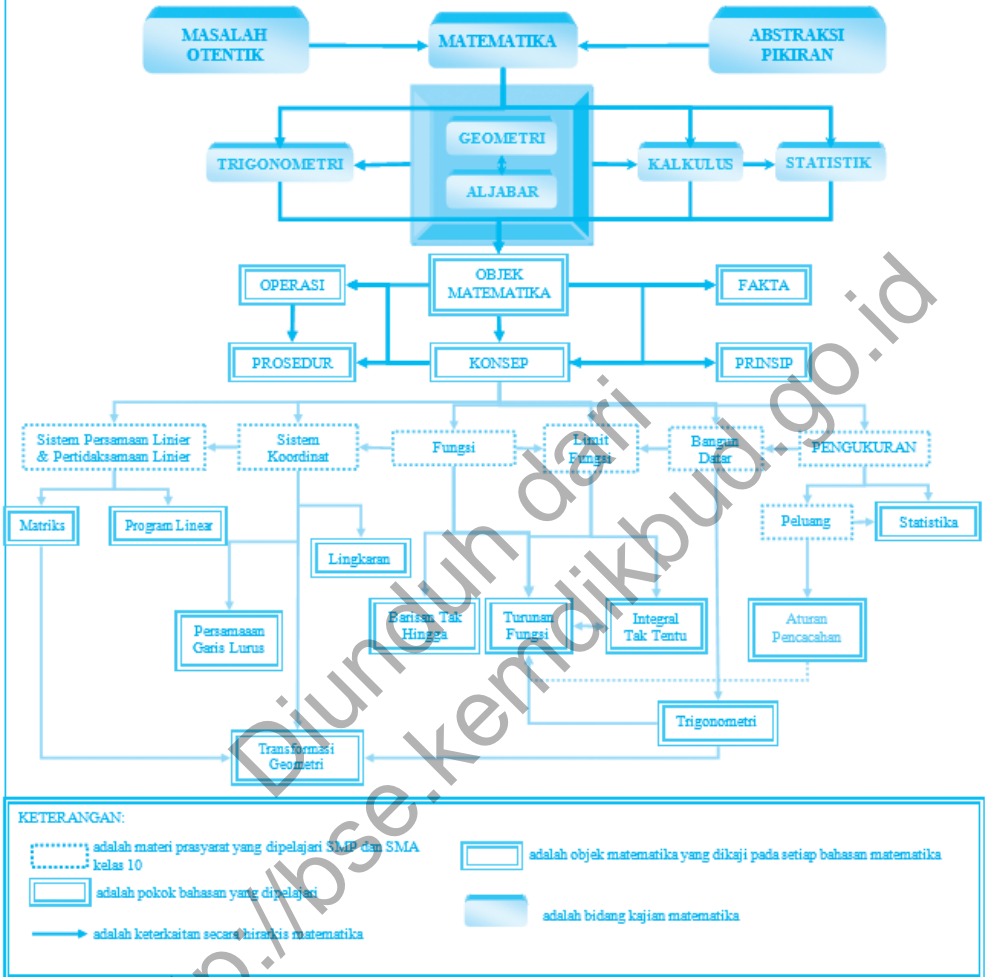 MASALAH
OTENTIK
MATEMATIKA
ABSTRAKSI
PIKIRAN
GEOMETRI
TRIGONOMETRI
KALKULUS
STATISTIK
ALJABAR
OPERASI
OBJEK
MATEMATIKA
FAKTA
PROSEDUR
KONSEP
PRINSIP
Sistem Persamaan Linier
& Pertidaksamaan Linier
Sistem
Koordinat
Fungsi
Limit
Fungsi
Bangun
Datar
PENGUKURAN
Matriks
Program Linear
Lingkaran
Peluang
Statistika
Persamaaan
Garis Lurus
Barisan Tak
Hingga
Turunan
Fungsi
Integral
Tak Tentu
Aturan
Pencacahan
Trigonometri
Transformasi
Geometri
KETERANGAN:
adalah materi prasyarat yang dipelajari SMP dan SMA
kelas 10
adalah objek matematika yang dikaji pada setiap bahasan matematika
adalah pokok bahasan yang dipelajari
adalah bidang kajian matematika
adalah keterkaitan secara hirarkis matematika
Diunduh dari
p://bse.kemdikbud.go.id